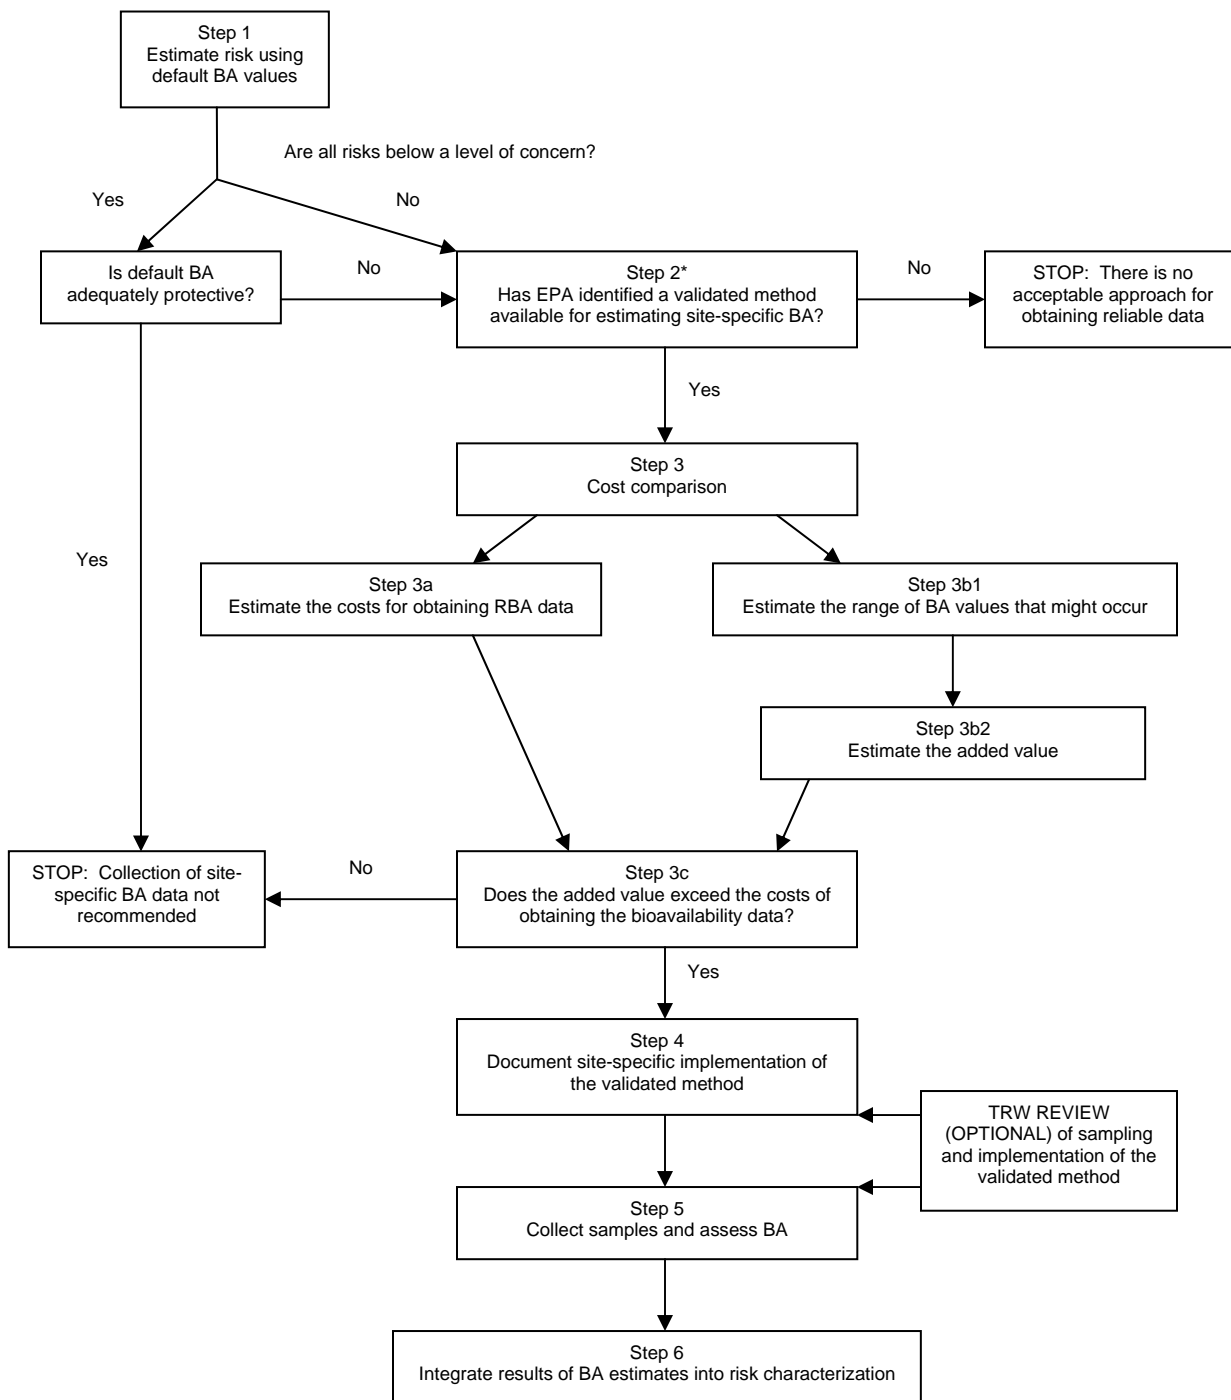 Step 1
Estimate risk using
default BA values
Are all risks below a level of concern?
Yes
No
Is default BA
adequately protective?
No
Step 2*
Has EPA identified a validated method
available for estimating site-specific BA?
No
STOP: There is no
acceptable approach for
obtaining reliable data
Yes
Step 3
Cost comparison
Yes
Step 3a
Estimate the costs for obtaining RBA data
Step 3b1
Estimate the range of BA values that might occur
Step 3b2
Estimate the added value
STOP: Collection of site-
specific BA data not
recommended
No
Step 3c
Does the added value exceed the costs of
obtaining the bioavailability data?
Yes
Step 4
Document site-specific implementation of
the validated method
TRW REVIEW
(OPTIONAL) of sampling
and implementation of the
validated method
Step 5
Collect samples and assess BA
Step 6
Integrate results of BA estimates into risk characterization